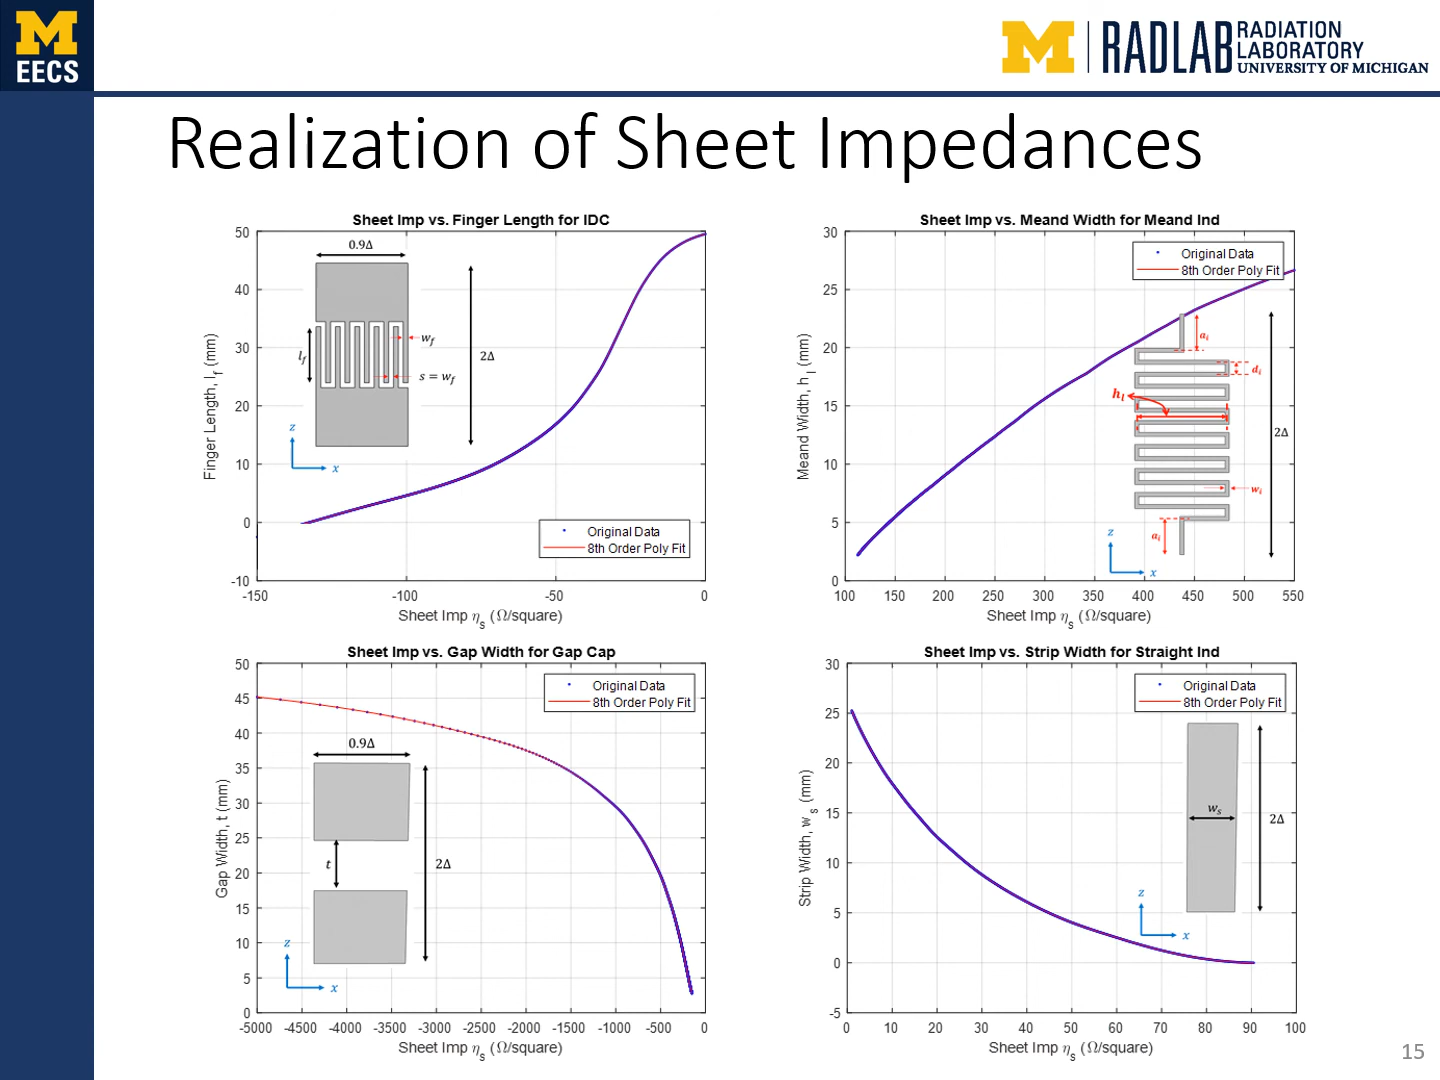 M
EECS
M RADLAB RADIATION
LABORATORY
UNIVERSITY OF MICHIGAN
Realization of Sheet Impedances
Sheet Imp vs. Finger Length for IDC
50
40
30
20
10
0
-10
-150 -100 -50 0
Finger Length, l_f (mm)
Sheet Imp η_s (Ω/square)
0.9Δ
2Δ
l_f
w_f
s = w_f
z
x
Original Data
8th Order Poly Fit
Sheet Imp vs. Meand Width for Meand Ind
30
25
20
15
10
5
0
100 150 200 250 300 350 400 450 500 550
Meand Width, h_l (mm)
Sheet Imp η_s (Ω/square)
Original Data
8th Order Poly Fit
a_i
d_i
h_l
2Δ
w_i
a_i
z
x
Sheet Imp vs. Gap Width for Gap Cap
50
45
40
35
30
25
20
15
10
5
0
-5000 -4500 -4000 -3500 -3000 -2500 -2000 -1500 -1000 -500 0
Gap Width, t (mm)
Sheet Imp η_s (Ω/square)
Original Data
8th Order Poly Fit
0.9Δ
t
2Δ
z
x
Sheet Imp vs. Strip Width for Straight Ind
30
25
20
15
10
5
0
-5
0 10 20 30 40 50 60 70 80 90 100
Strip Width, w_s (mm)
Sheet Imp η_s (Ω/square)
Original Data
8th Order Poly Fit
w_s
2Δ
z
x
15